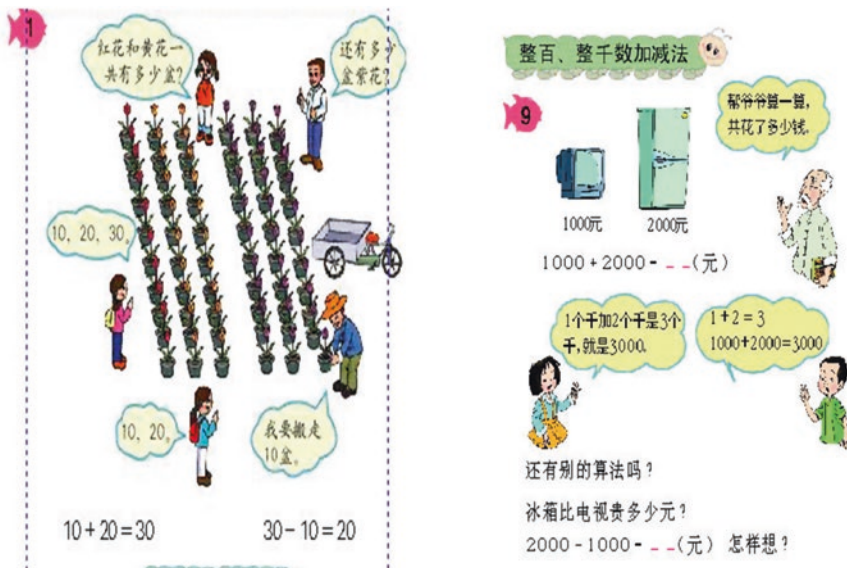 1
红花和黄花一
共有多少盆?
还有多少
盆紫花?
10, 20, 30。
10, 20。
我要搬走
10盆。
10+20=30
30-10=20
整百、整千数加减法
9
帮爷爷算一算,
共花了多少钱。
1000元
2000元
1000+2000=_ _(元)
1个千加2个千是3个
千,就是3000。
1+2=3
1000+2000=3000
还有别的算法吗?
冰箱比电视贵多少元?
2000-1000=_ _(元) 怎样想?